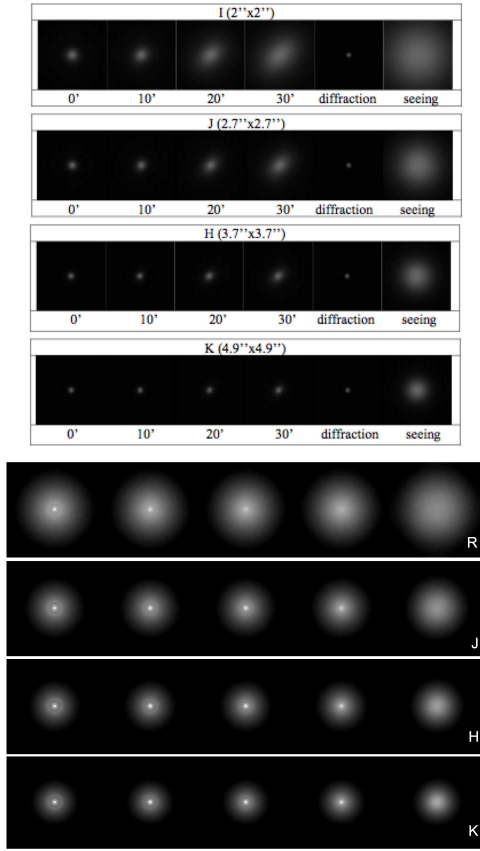 I (2’’x2’’)
0’ 10’ 20’ 30’ diffraction seeing
J (2.7’’x2.7’’)
0’ 10’ 20’ 30’ diffraction seeing
H (3.7’’x3.7’’)
0’ 10’ 20’ 30’ diffraction seeing
K (4.9’’x4.9’’)
0’ 10’ 20’ 30’ diffraction seeing
R
J
H
K